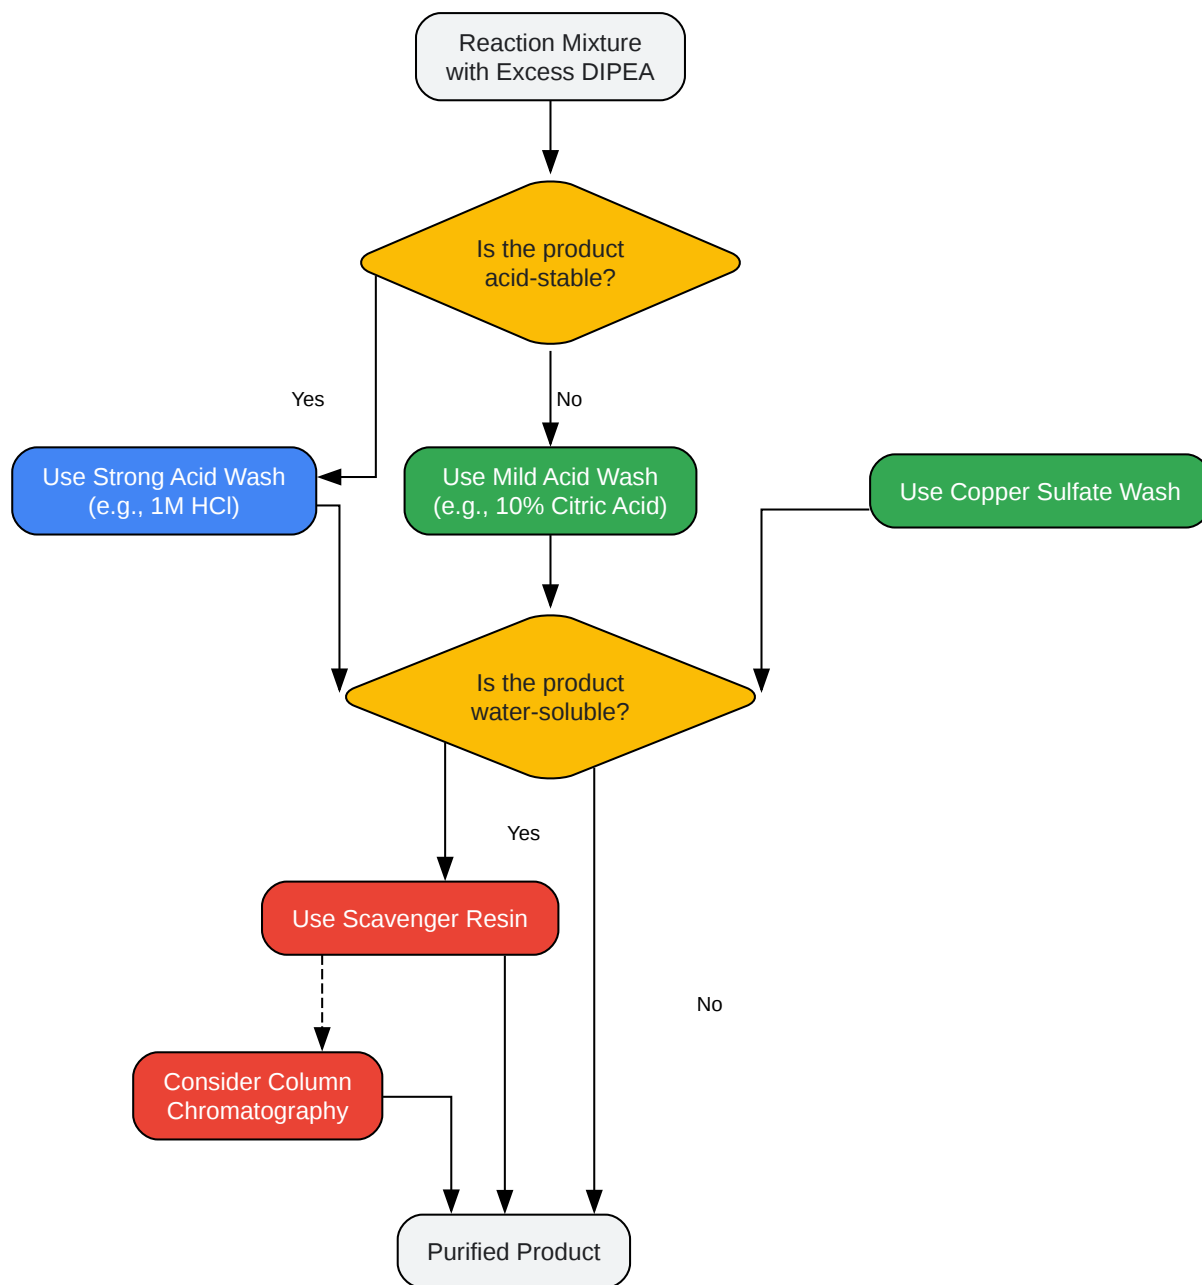 Reaction Mixture
with Excess DIPEA
Is the product
acid-stable?
Yes
No
Use Strong Acid Wash
(e.g., 1M HCl)
Use Mild Acid Wash
(e.g., 10% Citric Acid)
Use Copper Sulfate Wash
Is the product
water-soluble?
Yes
Use Scavenger Resin
No
Consider Column
Chromatography
Purified Product